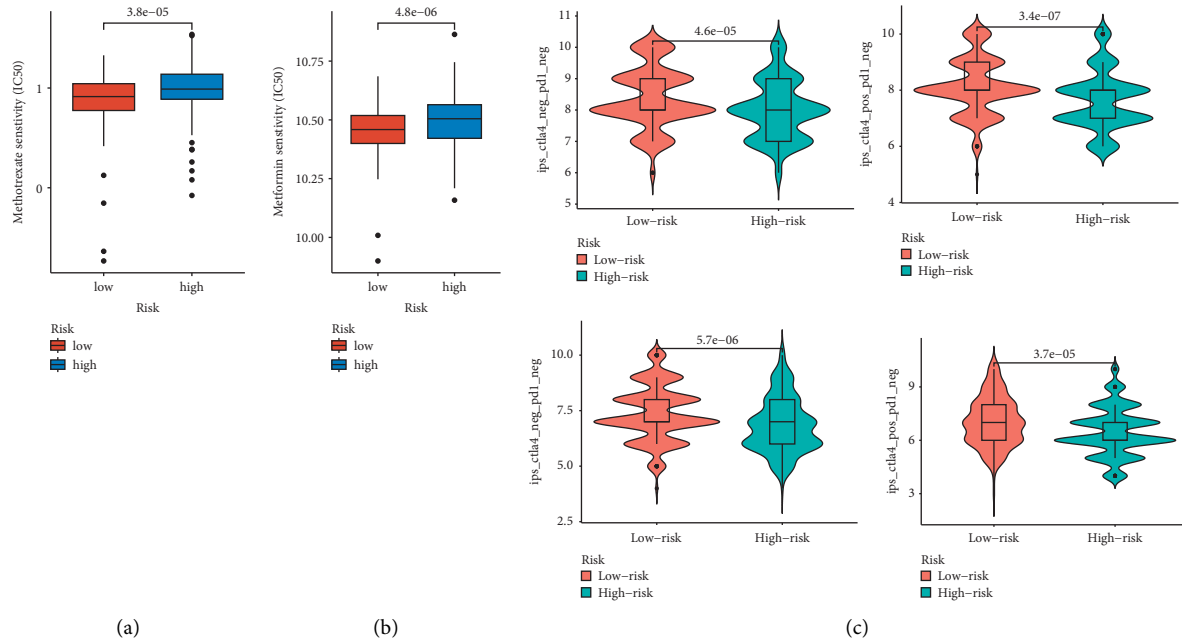 3.8e−05
Methotrexate senstivity (IC50)
1
0
low
high
Risk
Risk
low
high
(a)
4.8e−06
Metformin senstivity (IC50)
10.75
10.50
10.25
10.00
low
high
Risk
Risk
low
high
(b)
4.6e−05
ips_ctla4_neg_pd1_neg
11
10
9
8
7
6
5
Low−risk
High−risk
Risk
Low−risk
High−risk
3.4e−07
ips_ctla4_pos_pd1_neg
10
8
6
4
Low−risk
High−risk
Risk
Low−risk
High−risk
5.7e−06
ips_ctla4_neg_pd1_neg
10.0
7.5
5.0
2.5
Low−risk
High−risk
Risk
Low−risk
High−risk
3.7e−05
ips_ctla4_pos_pd1_neg
9
6
3
Low−risk
High−risk
Risk
Low−risk
High−risk
(c)